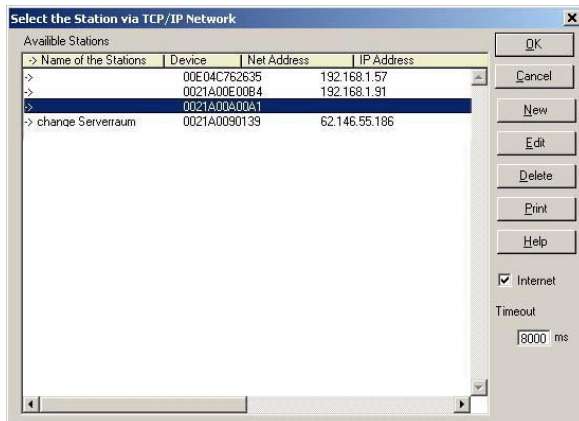 Select the Station via TCP/IP Network
Availible Stations
-> Name of the Stations | Device | Net Address | IP Address
-> 00E04C762635 192.168.1.57
-> 0021A00E00B4 192.168.1.91
-> 0021A00A00A1
-> change Serverraum 0021A0090139 62.146.55.186
OK
Cancel
New
Edit
Delete
Print
Help
Internet
Timeout
8000 ms